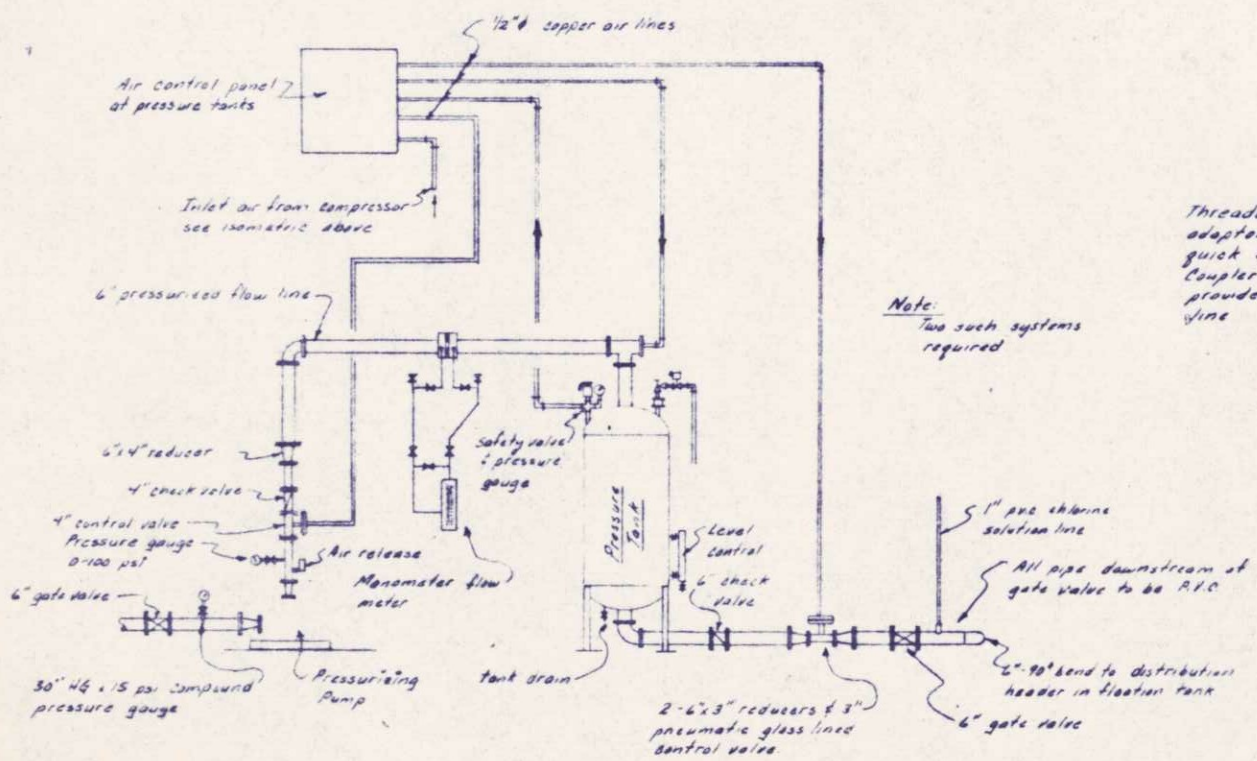 1/2"φ copper air lines
Air control panel
at pressure tanks
Inlet air from compressor
see isometric above
6" pressurized flow line
Note:
Two such systems
required
Thread
adapto
quick
Coupler
provide
line
6"x4" reducer
4" check valve
4" control valve
Pressure gauge
0-100 psi
Air release
6" gate valve
30" HG x 15 psi compound
pressure gauge
Pressurizing
Pump
Manometer flow
meter
Safety valve
& pressure
gauge
Pressure
Tank
Level
control
6" check
valve
tank drain
2-6"x3" reducers & 3"
pneumatic glass lined
control valve.
1" pvc chlorine
solution line
All pipe downstream of
gate valve to be P.V.C.
6"-90° bend to distribution
header in floation tank
6" gate valve